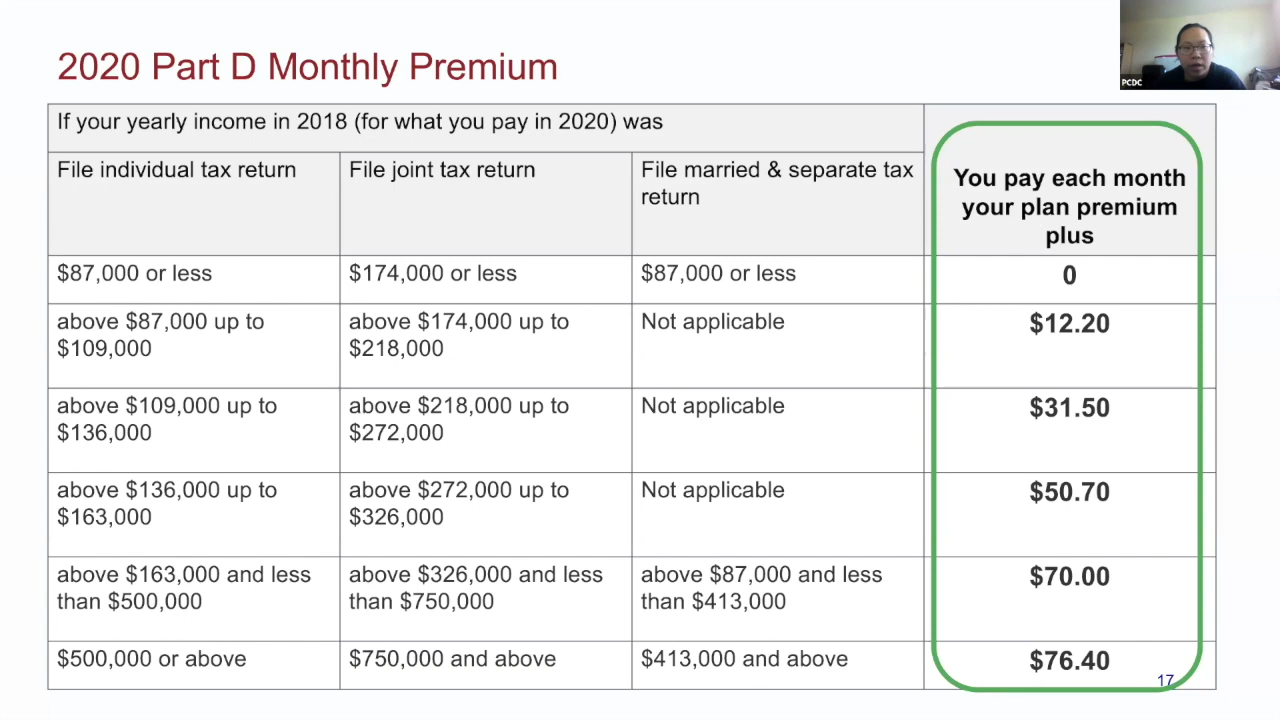 2020 Part D Monthly Premium
PCDC
If your yearly income in 2018 (for what you pay in 2020) was
You pay each month
your plan premium
plus
File individual tax return
File joint tax return
File married & separate tax
return
$87,000 or less
$174,000 or less
$87,000 or less
0
above $87,000 up to
$109,000
above $174,000 up to
$218,000
Not applicable
$12.20
above $109,000 up to
$136,000
above $218,000 up to
$272,000
Not applicable
$31.50
above $136,000 up to
$163,000
above $272,000 up to
$326,000
Not applicable
$50.70
above $163,000 and less
than $500,000
above $326,000 and less
than $750,000
above $87,000 and less
than $413,000
$70.00
$500,000 or above
$750,000 and above
$413,000 and above
$76.40
17